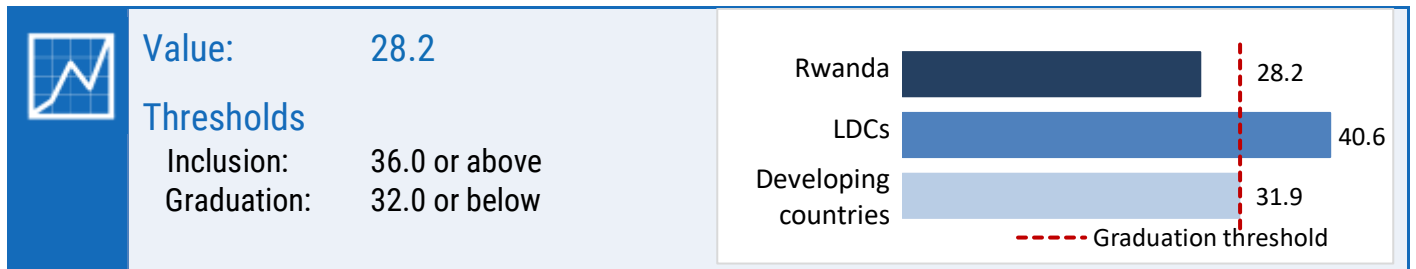 Value: 28.2
Thresholds
Inclusion: 36.0 or above
Graduation: 32.0 or below
Rwanda 28.2
LDCs 40.6
Developing
countries 31.9
Graduation threshold